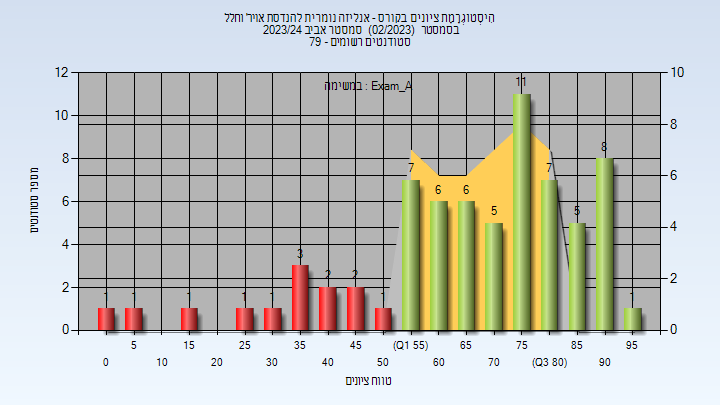 הִיסְטוֹגְרָמַת ציונים בקורס - אנליזה נומרית להנדסת אויר וחלל
בסמסטר (02/2023) סמסטר אביב 2023/24
סטודנטים רשומים - 79
במשימה : Exam_A
מספר סטודנטים
12 10 8 6 4 2 0
10 8 6 4 2 0
1 1 1 1 1 3 2 2 1 7 6 6 5 11 7 5 8 1
5 15 25 35 45 (Q1 55) 65 75 85 95
0 10 20 30 40 50 60 70 (Q3 80) 90
טווח ציונים